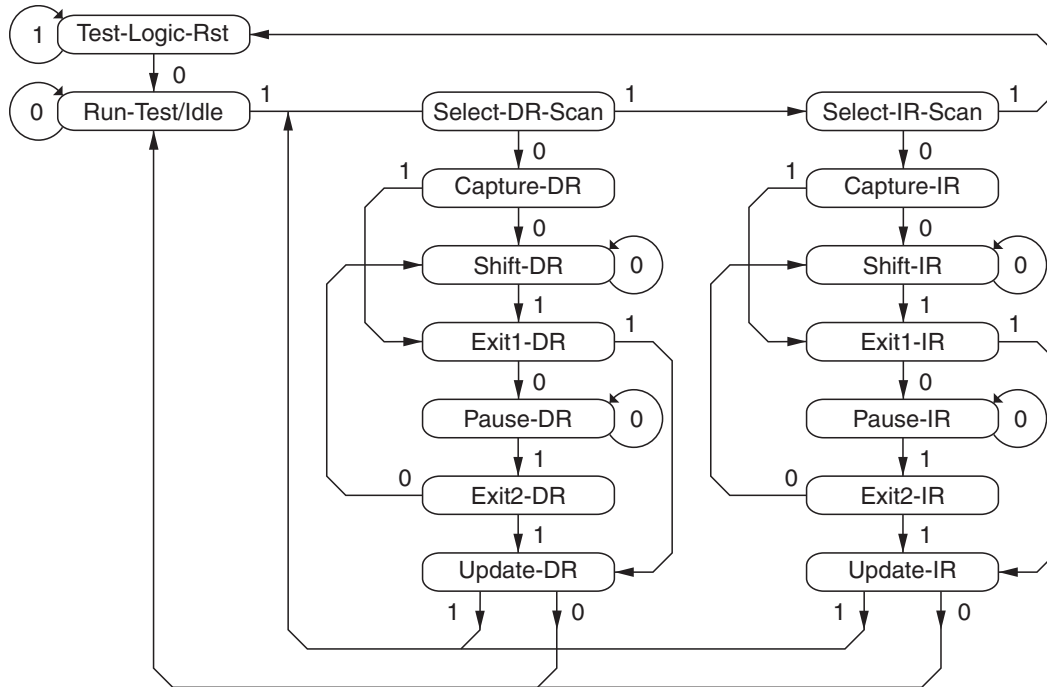 1 Test-Logic-Rst
0
0 Run-Test/Idle 1 Select-DR-Scan 1 Select-IR-Scan 1
0 0
1 Capture-DR 1 Capture-IR
0 0
Shift-DR 0 Shift-IR 0
1 1
Exit1-DR 1 Exit1-IR 1
0 0
Pause-DR 0 Pause-IR 0
1 1
0 Exit2-DR 0 Exit2-IR
1 1
Update-DR Update-IR
1 0 1 0